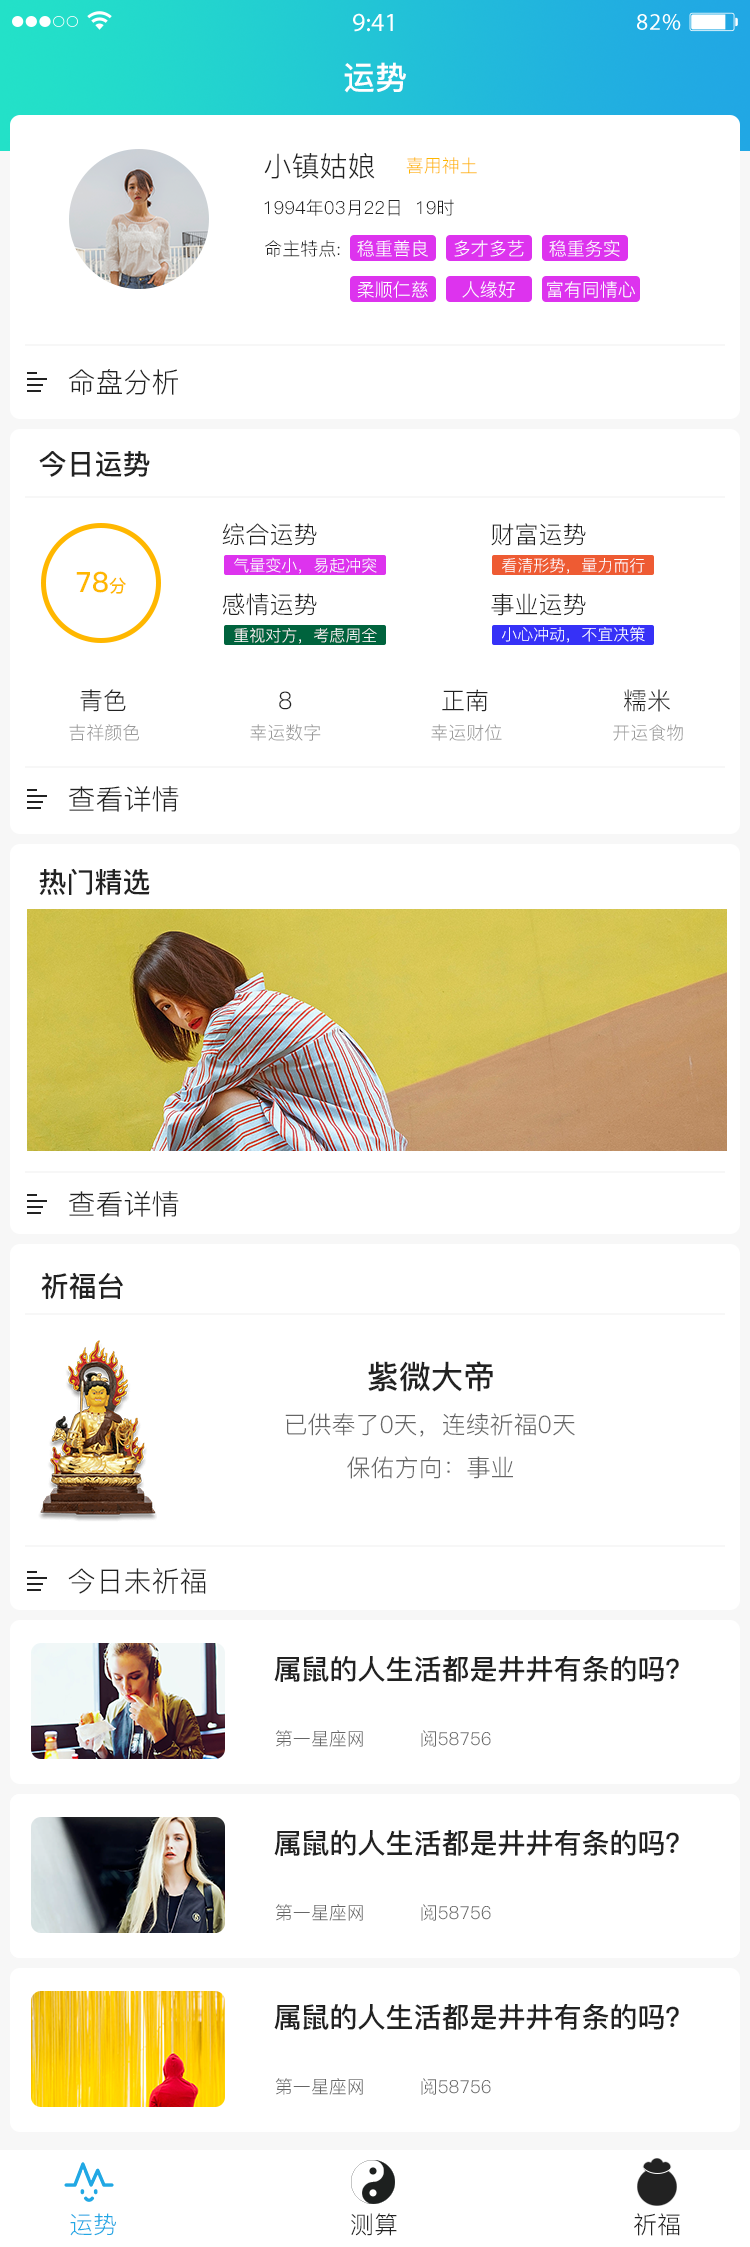 9:41
82%
运势
小镇姑娘 喜用神土
1994年03月22日 19时
命主特点: 稳重善良 多才多艺 稳重务实
柔顺仁慈 人缘好 富有同情心
命盘分析
今日运势
综合运势 财富运势
气量变小，易起冲突 看清形势，量力而行
78分
感情运势 事业运势
重视对方，考虑周全 小心冲动，不宜决策
青色 8 正南 糯米
吉祥颜色 幸运数字 幸运财位 开运食物
查看详情
热门精选
查看详情
祈福台
紫微大帝
已供奉了0天，连续祈福0天
保佑方向：事业
今日未祈福
属鼠的人生活都是井井有条的吗?
第一星座网 阅58756
属鼠的人生活都是井井有条的吗?
第一星座网 阅58756
属鼠的人生活都是井井有条的吗?
第一星座网 阅58756
运势 测算 祈福